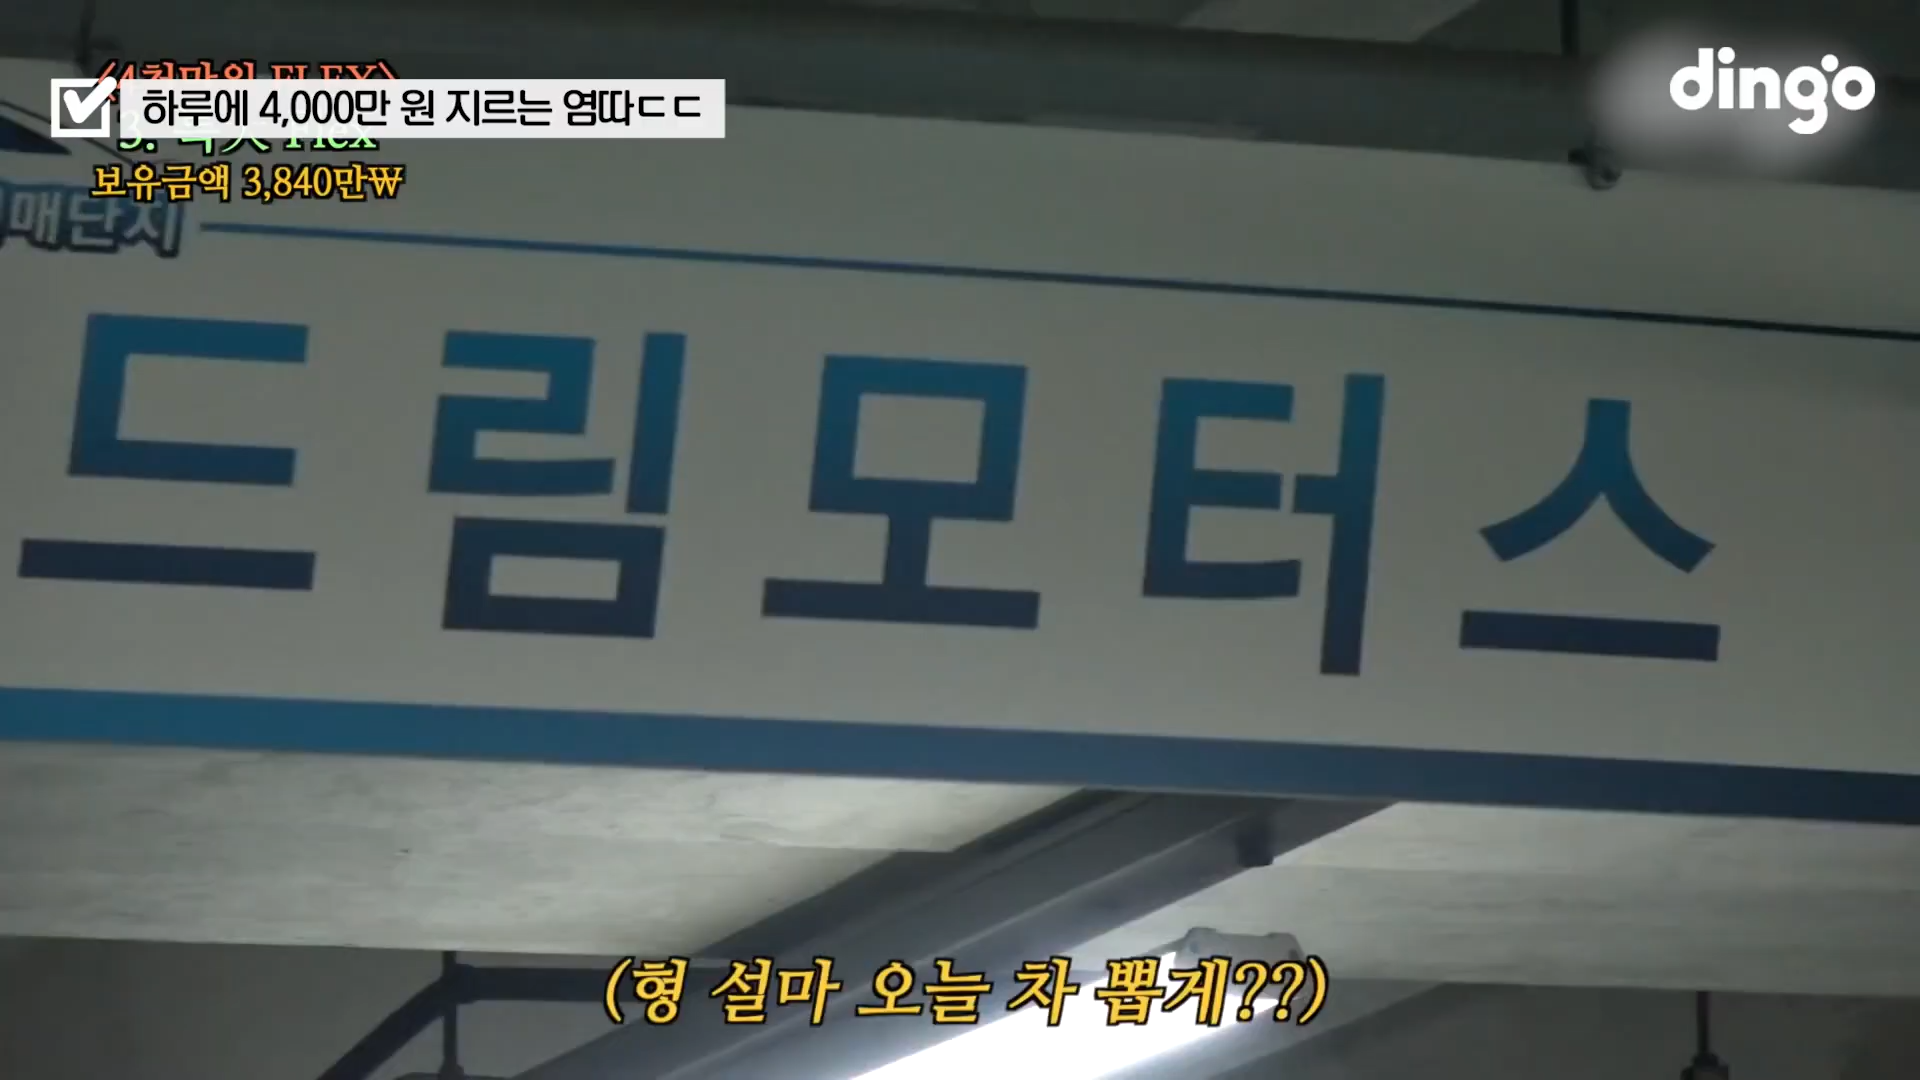 하루에 4,000만 원 지르는 염따ㄷㄷ
dingo
보유금액 3,840만₩
매단지
드림모터스
(형 설마 오늘 차 뽑게??)